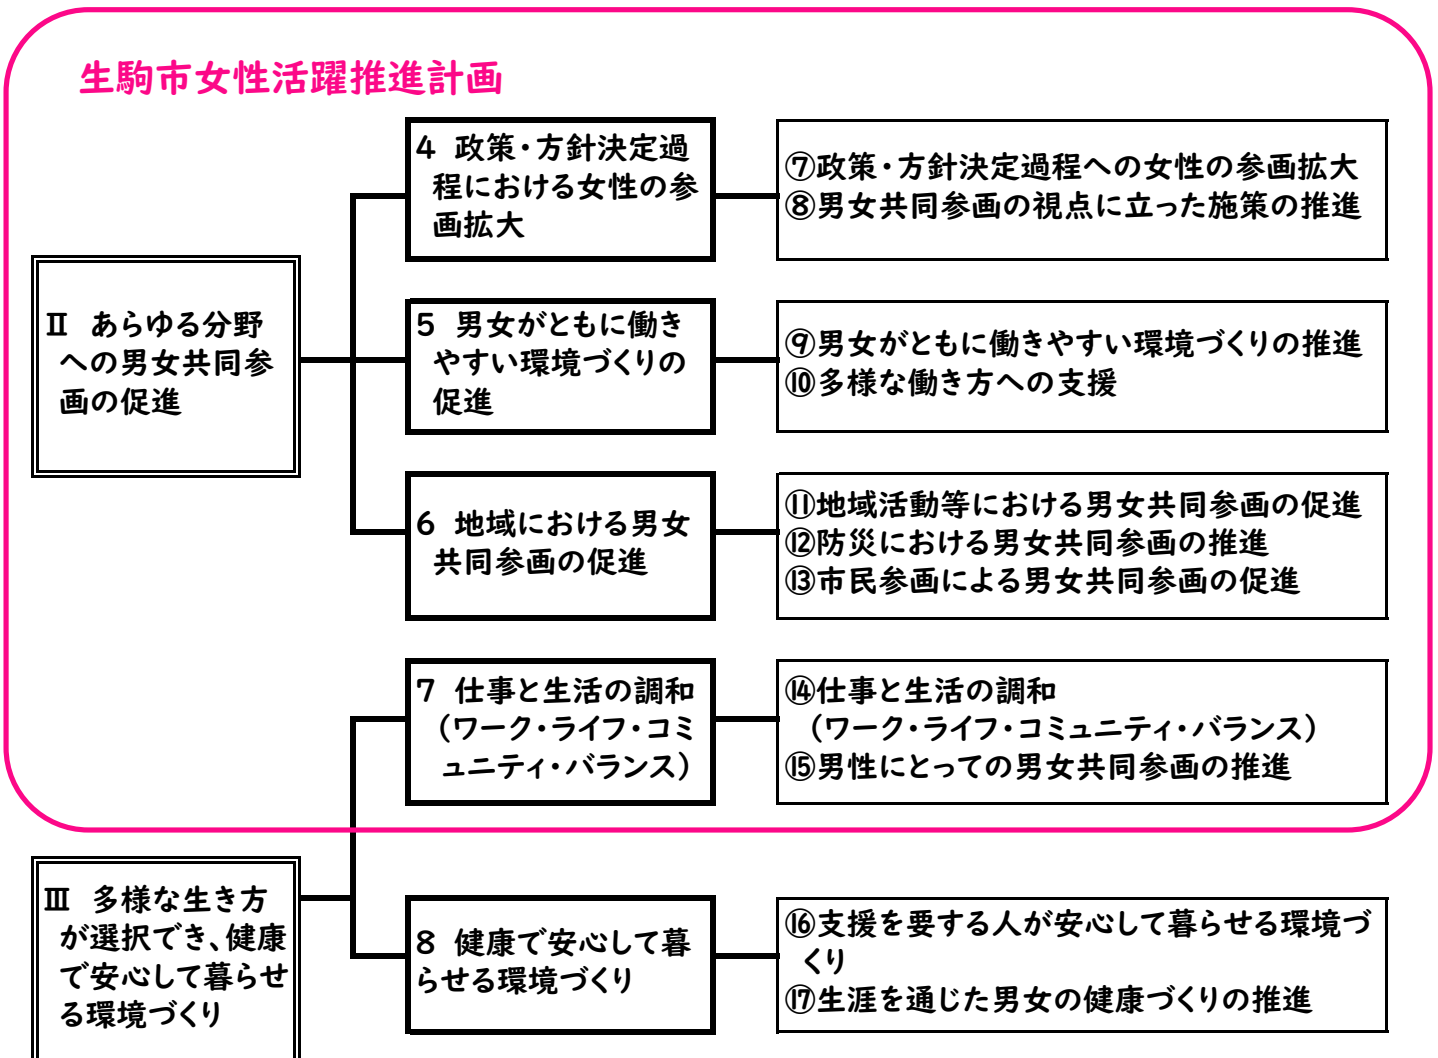 生駒市女性活躍推進計画
4 政策・方針決定過
程における女性の参
画拡大
⑦政策・方針決定過程への女性の参画拡大
⑧男女共同参画の視点に立った施策の推進
Ⅱ あらゆる分野
への男女共同参
画の促進
5 男女がともに働き
やすい環境づくりの
促進
⑨男女がともに働きやすい環境づくりの推進
⑩多様な働き方への支援
6 地域における男女
共同参画の促進
⑪地域活動等における男女共同参画の促進
⑫防災における男女共同参画の推進
⑬市民参画による男女共同参画の促進
7 仕事と生活の調和
(ワーク・ライフ・コミ
ュニティ・バランス)
⑭仕事と生活の調和
(ワーク・ライフ・コミュニティ・バランス)
⑮男性にとっての男女共同参画の推進
Ⅲ 多様な生き方
が選択でき、健康
で安心して暮らせ
る環境づくり
8 健康で安心して暮
らせる環境づくり
⑯支援を要する人が安心して暮らせる環境づ
くり
⑰生涯を通じた男女の健康づくりの推進